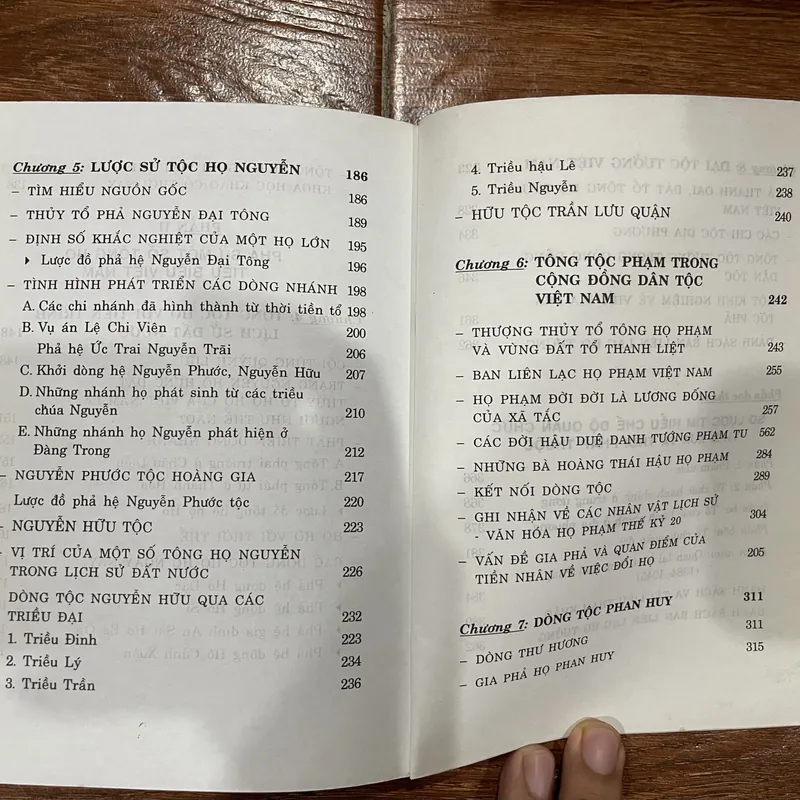 Chương 5: LƯỢC SỬ TỘC HỌ NGUYỄN 186
– TÌM HIỂU NGUỒN GỐC 186
– THỦY TỔ PHẢ NGUYỄN ĐẠI TÔNG 189
– ĐỊNH SỐ KHẮC NGHIỆT CỦA MỘT HỌ LỚN 195
Lược đồ phả hệ Nguyễn Đại Tông 196
– TÌNH HÌNH PHÁT TRIỂN CÁC DÒNG NHÁNH 198
A. Các chi nhánh đã hình thành từ thời tiền tổ 198
B. Vụ án Lệ Chi Viên 200
Phả hệ Ức Trai Nguyễn Trãi 206
C. Khởi dòng hệ Nguyễn Phước, Nguyễn Hữu 207
D. Những nhánh họ phát sinh từ các triều
chúa Nguyễn 210
E. Những nhánh họ Nguyễn phát hiện ở
Đàng Trong 212
– NGUYỄN PHƯỚC TỘC HOÀNG GIA 217
Lược đồ phả hệ Nguyễn Phước tộc 220
– NGUYỄN HỮU TỘC 223
– VỊ TRÍ CỦA MỘT SỐ TÔNG HỌ NGUYỄN
TRONG LỊCH SỬ ĐẤT NƯỚC 226
DÒNG TỘC NGUYỄN HỮU QUA CÁC
TRIỀU ĐẠI 232
1. Triều Đinh 223
2. Triều Lý 234
3. Triều Trần 236
4. Triều hậu Lê 237
5. Triều Nguyễn 238
– HỮU TỘC TRẦN LƯU QUẬN 240
Chương 6: TÔNG TỘC PHẠM TRONG
CỘNG ĐỒNG DÂN TỘC
VIỆT NAM 242
– THƯỢNG THỦY TỔ TÔNG HỌ PHẠM
VÀ VÙNG ĐẤT TỔ THANH LIỆT 243
– BAN LIÊN LẠC HỌ PHẠM VIỆT NAM 255
– HỌ PHẠM ĐỜI ĐỜI LÀ LƯƠNG ĐỐNG
CỦA XÃ TẮC 257
– CÁC ĐỜI HẬU DUỆ DANH TƯỚNG PHẠM TU 562
– NHỮNG BÀ HOÀNG THÁI HẬU HỌ PHẠM 284
– KẾT NỐI DÒNG TỘC 289
– GHI NHẬN VỀ CÁC NHÂN VẬT LỊCH SỬ
- VĂN HÓA HỌ PHẠM THẾ KỶ 20 304
– VẤN ĐỀ GIA PHẢ VÀ QUAN ĐIỂM CỦA
TIỀN NHÂN VỀ VIỆC ĐỔI HỌ 205
Chương 7: DÒNG TỘC PHAN HUY 311
– DÒNG THƯ HƯƠNG 311
– GIA PHẢ HỌ PHAN HUY 315